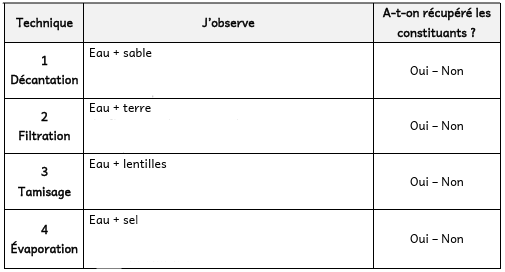 Technique
J'observe
A-t-on récupéré les
constituants ?
1
Décantation
Eau + sable
Oui – Non
2
Filtration
Eau + terre
Oui – Non
3
Tamisage
Eau + lentilles
Oui – Non
4
Évaporation
Eau + sel
Oui – Non